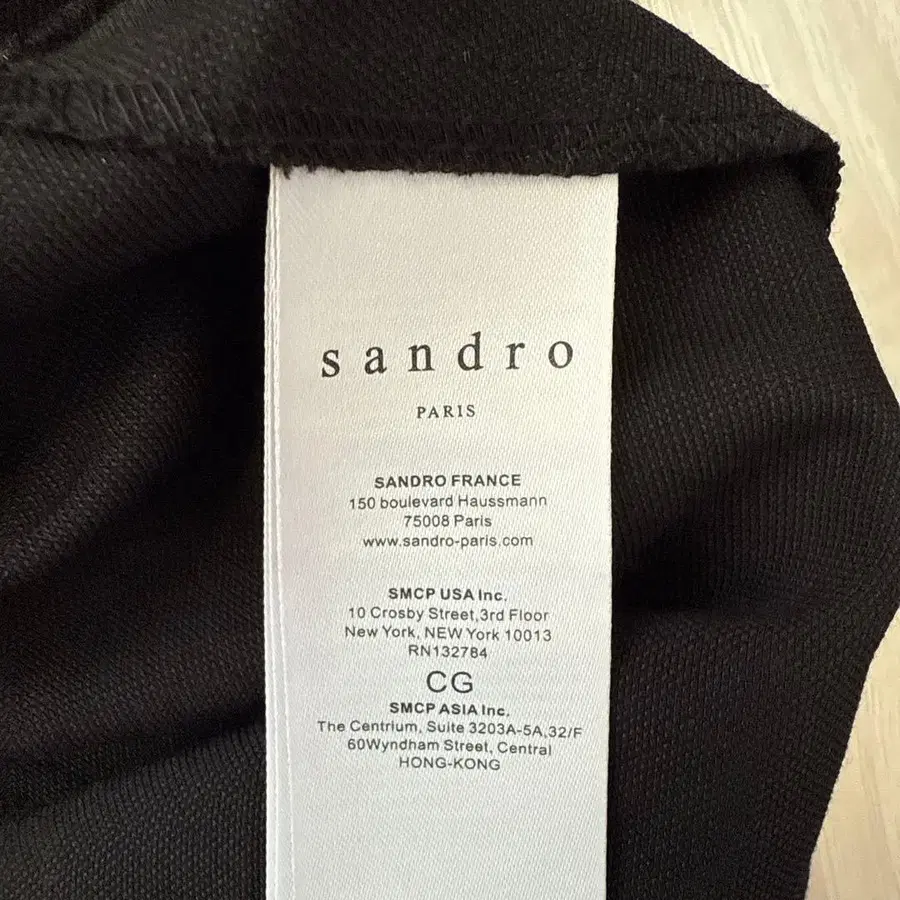 sandro
PARIS
SANDRO FRANCE
150 boulevard Haussmann
75008 Paris
www.sandro-paris.com
SMCP USA Inc.
10 Crosby Street,3rd Floor
New York, NEW York 10013
RN132784
CG
SMCP ASIA Inc.
The Centrium, Suite 3203A-5A,32/F
60Wyndham Street, Central
HONG-KONG